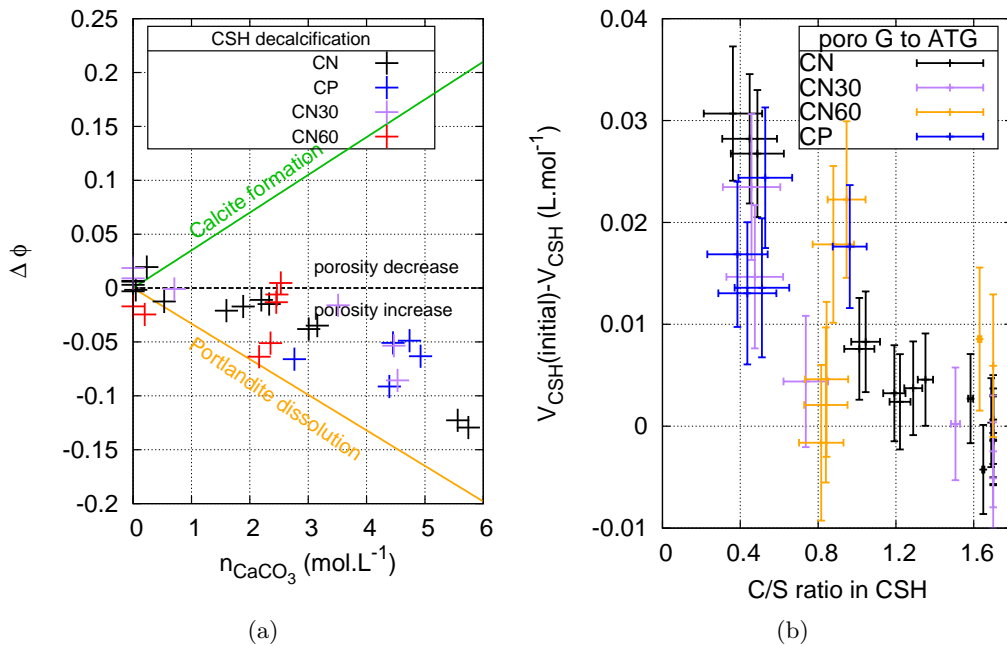 CSH decalcification
CN
CP
CN30
CN60
0.25
0.2
0.15
0.1
0.05
0
-0.05
-0.1
-0.15
-0.2
Δ ϕ
Calcite formation
porosity decrease
porosity increase
Portlandite dissolution
0 1 2 3 4 5 6
nCaCO3 (mol.L-1)
(a)
poro G to ATG
CN
CN30
CN60
CP
0.04
0.03
0.02
0.01
0
-0.01
VCSH(initial)-VCSH (L.mol-1)
0 0.4 0.8 1.2 1.6
C/S ratio in CSH
(b)